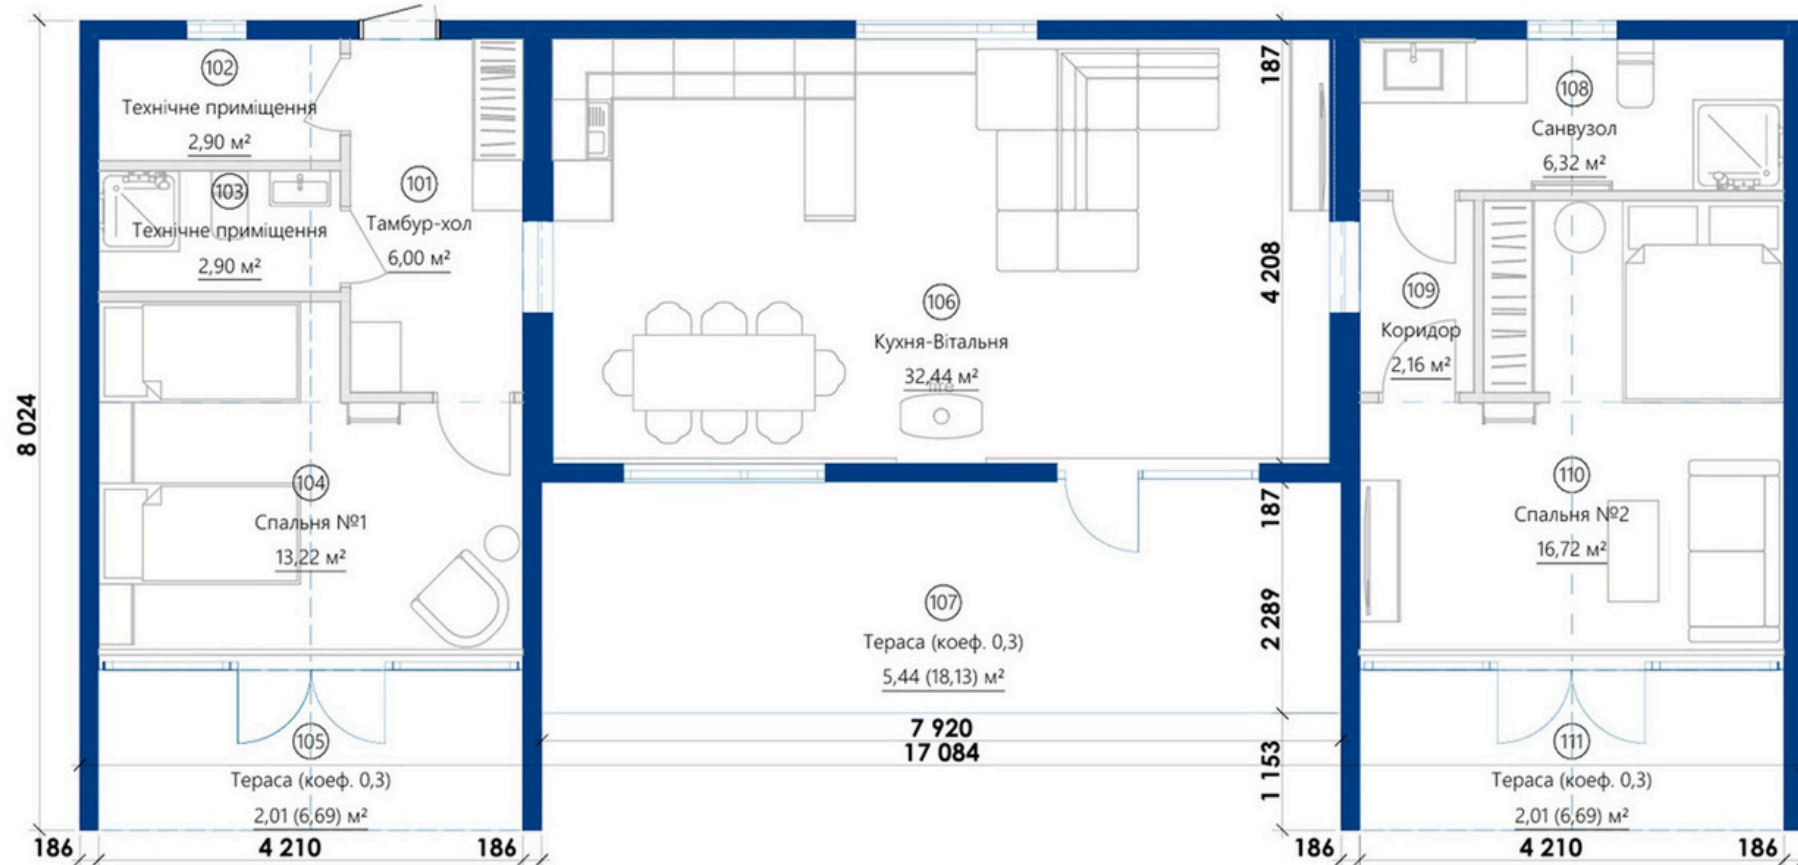 102
Технічне приміщення
2,90 м²
103
Технічне приміщення
2,90 м²
101
Тамбур-хол
6,00 м²
104
Спальня №1
13,22 м²
105
Тераса (коеф. 0,3)
2,01 (6,69) м²
106
Кухня-Вітальня
32,44 м²
fire
107
Тераса (коеф. 0,3)
5,44 (18,13) м²
108
Санвузол
6,32 м²
109
Коридор
2,16 м²
110
Спальня №2
16,72 м²
111
Тераса (коеф. 0,3)
2,01 (6,69) м²
8 024
187
4 208
187
2 289
1 153
7 920
17 084
186
4 210
186
186
4 210
186